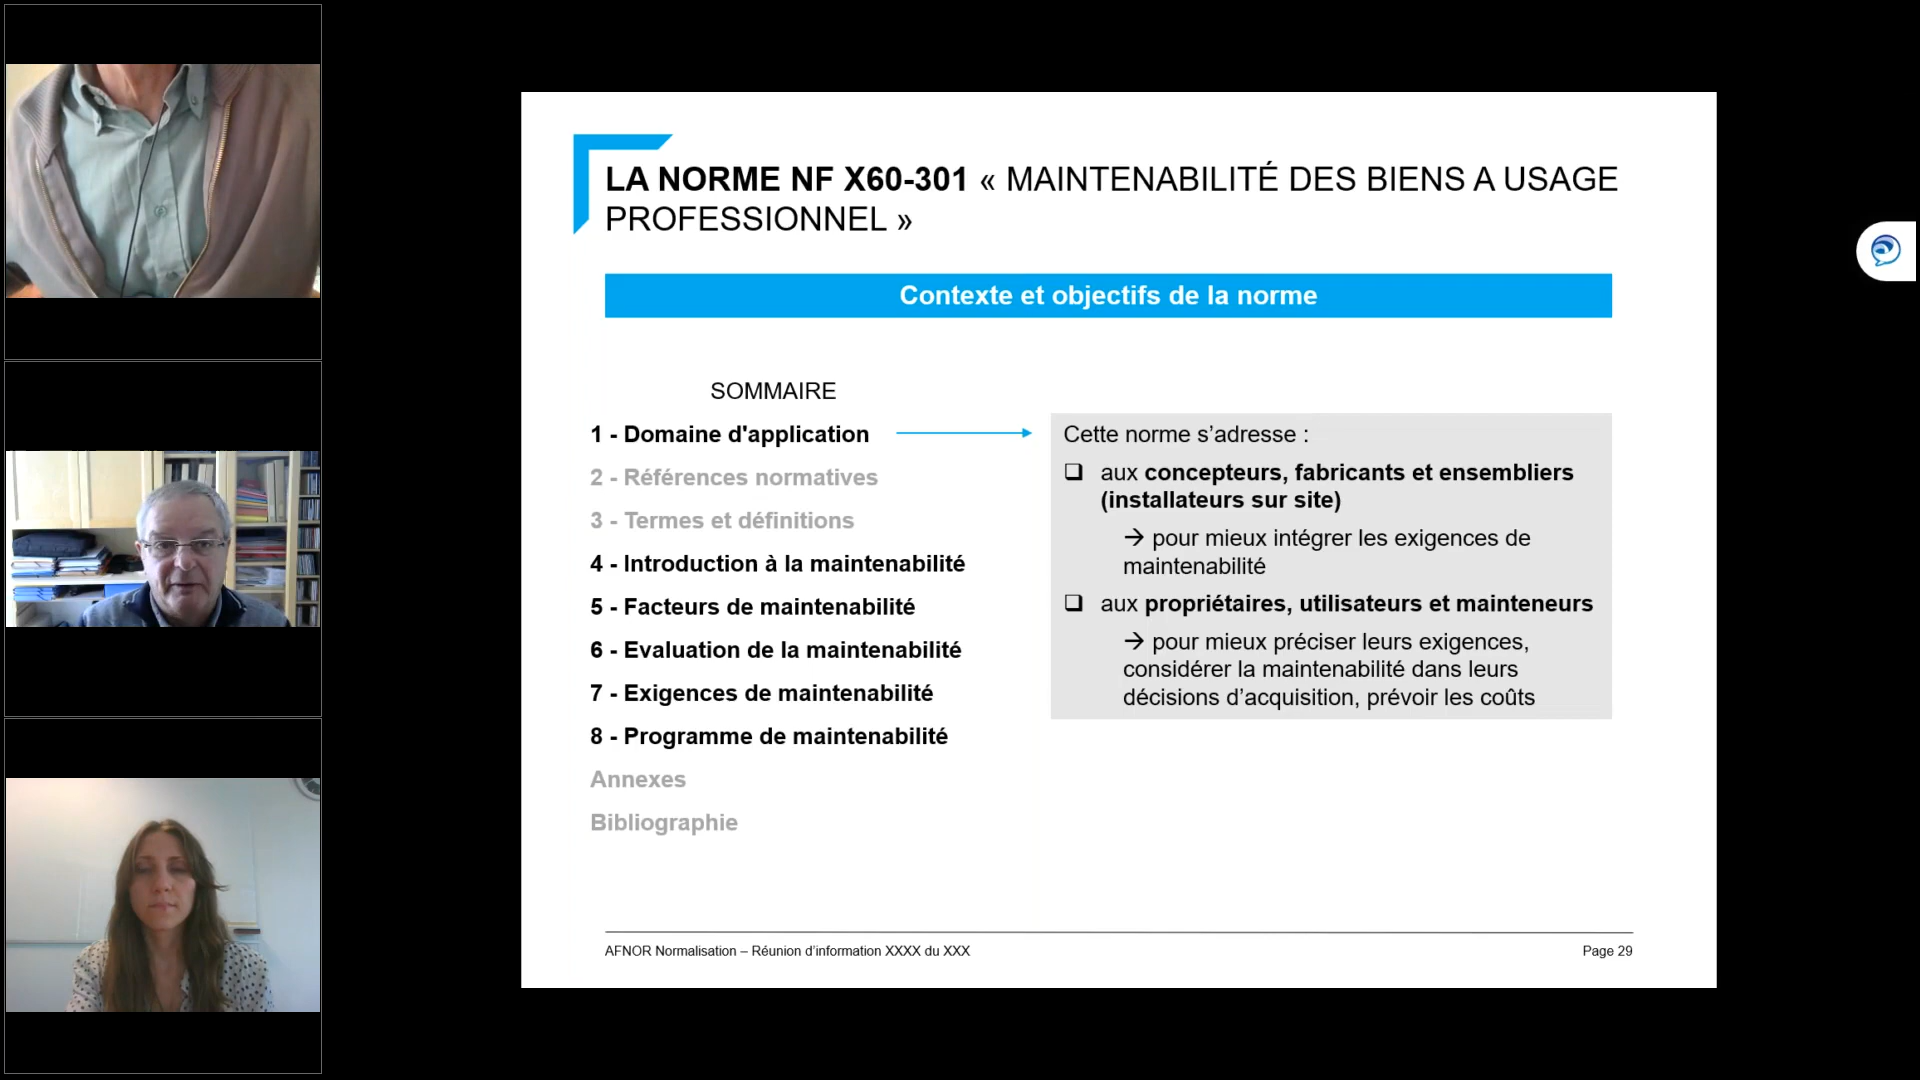 LA NORME NF X60-301 « MAINTENABILITÉ DES BIENS A USAGE
PROFESSIONNEL »
Contexte et objectifs de la norme
SOMMAIRE
1 - Domaine d'application
2 - Références normatives
3 - Termes et définitions
4 - Introduction à la maintenabilité
5 - Facteurs de maintenabilité
6 - Evaluation de la maintenabilité
7 - Exigences de maintenabilité
8 - Programme de maintenabilité
Annexes
Bibliographie
Cette norme s’adresse :
❑ aux concepteurs, fabricants et ensembliers
(installateurs sur site)
→ pour mieux intégrer les exigences de
maintenabilité
❑ aux propriétaires, utilisateurs et mainteneurs
→ pour mieux préciser leurs exigences,
considérer la maintenabilité dans leurs
décisions d’acquisition, prévoir les coûts
AFNOR Normalisation – Réunion d’information XXXX du XXX
Page 29